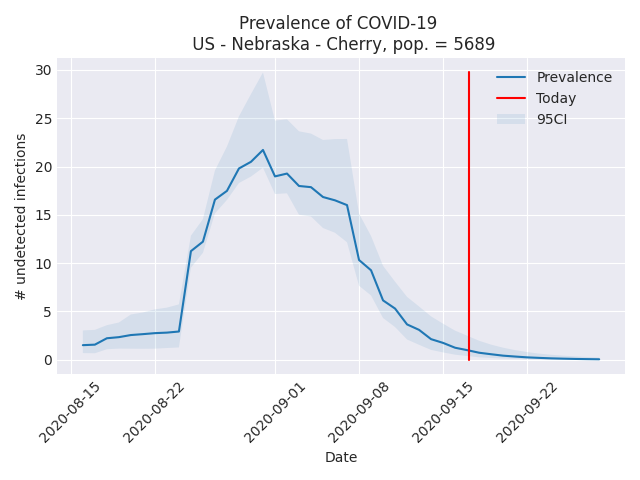 Prevalence of COVID-19
US - Nebraska - Cherry, pop. = 5689
30
25
20
15
10
5
0
# undetected infections
Prevalence
Today
95CI
2020-08-15
2020-08-22
2020-09-01
2020-09-08
2020-09-15
2020-09-22
Date